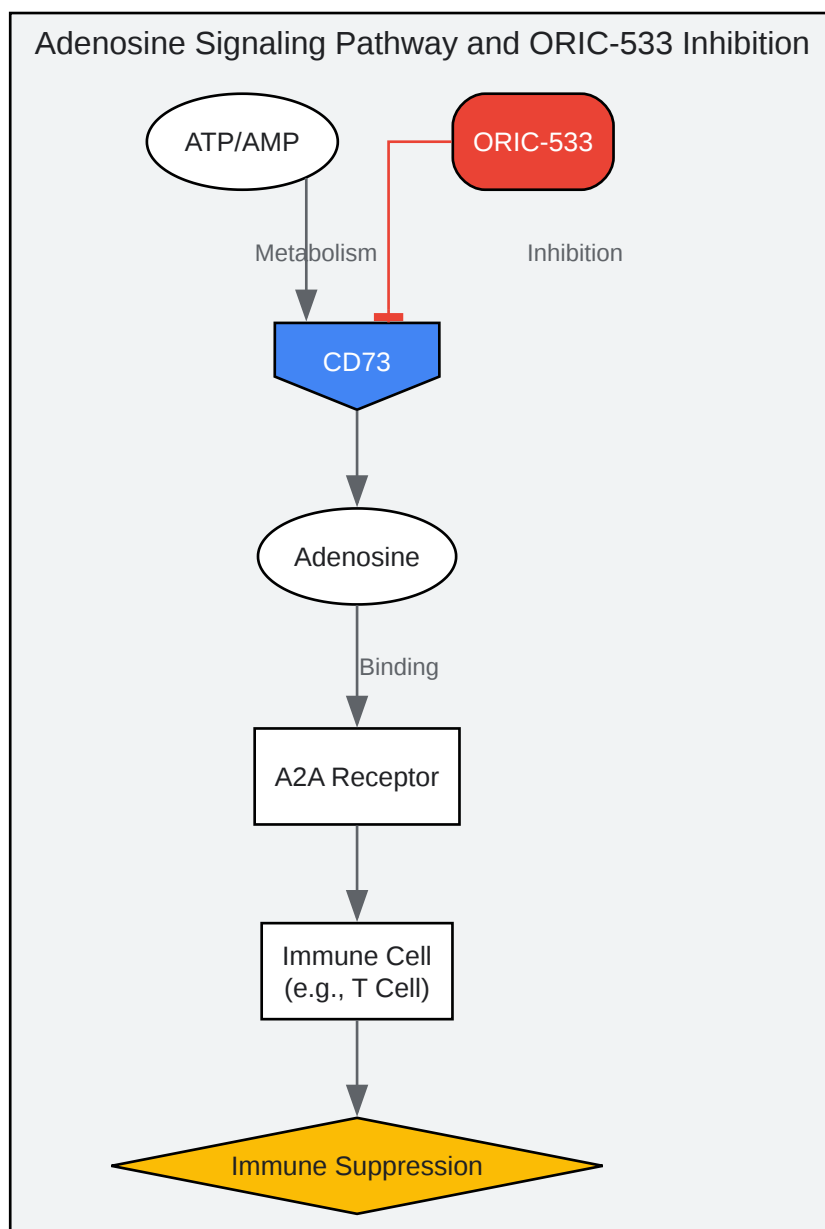 Adenosine Signaling Pathway and ORIC-533 Inhibition
ATP/AMP
ORIC-533
Metabolism
Inhibition
CD73
Adenosine
Binding
A2A Receptor
Immune Cell
(e.g., T Cell)
Immune Suppression